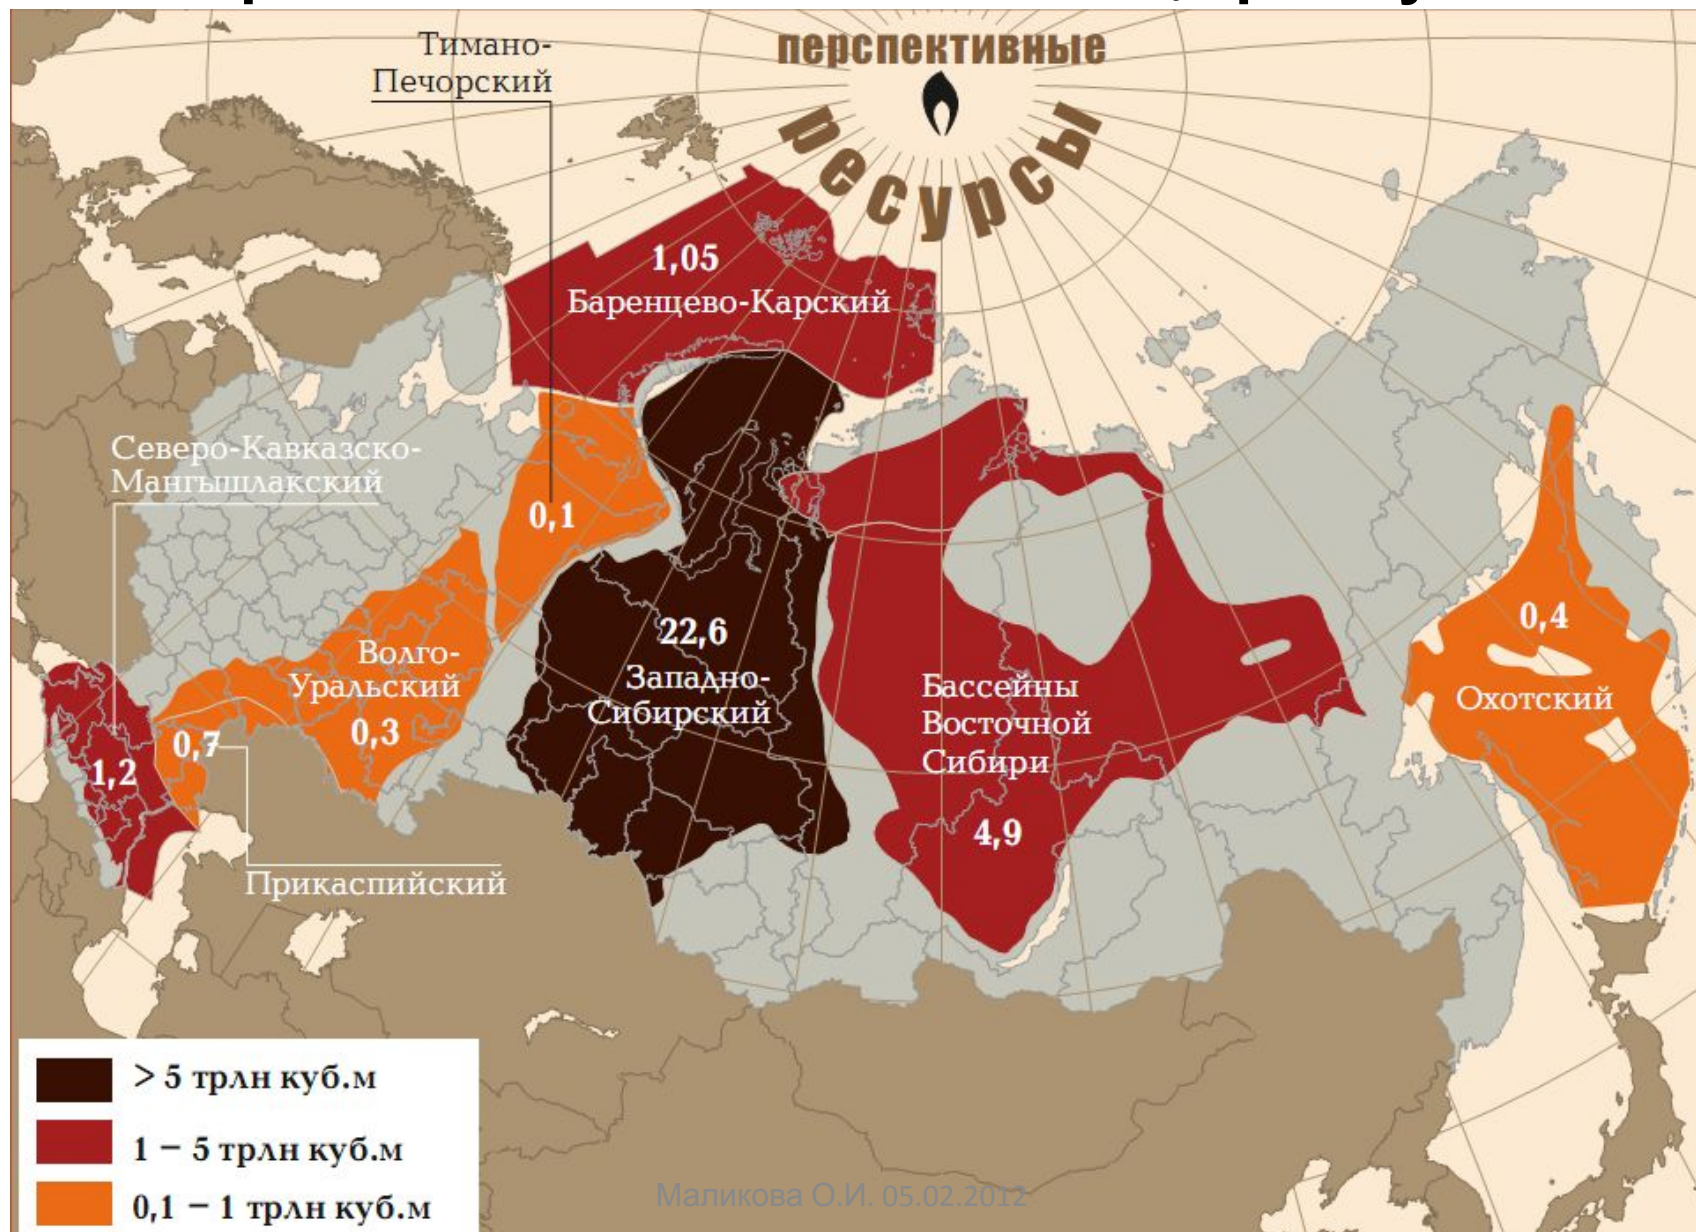 перспективные
ресурсы
Тимано-
Печорский
1,05
Баренцево-Карский
Северо-Кавказско-
Мангышлакский
0,1
22,6
Западно-
Сибирский
Волго-
Уральский
0,3
0,7
1,2
Прикаспийский
Бассейны
Восточной
Сибири
4,9
0,4
Охотский
> 5 трлн куб.м
1 – 5 трлн куб.м
0,1 – 1 трлн куб.м
Маликова О.И. 05.02.2012